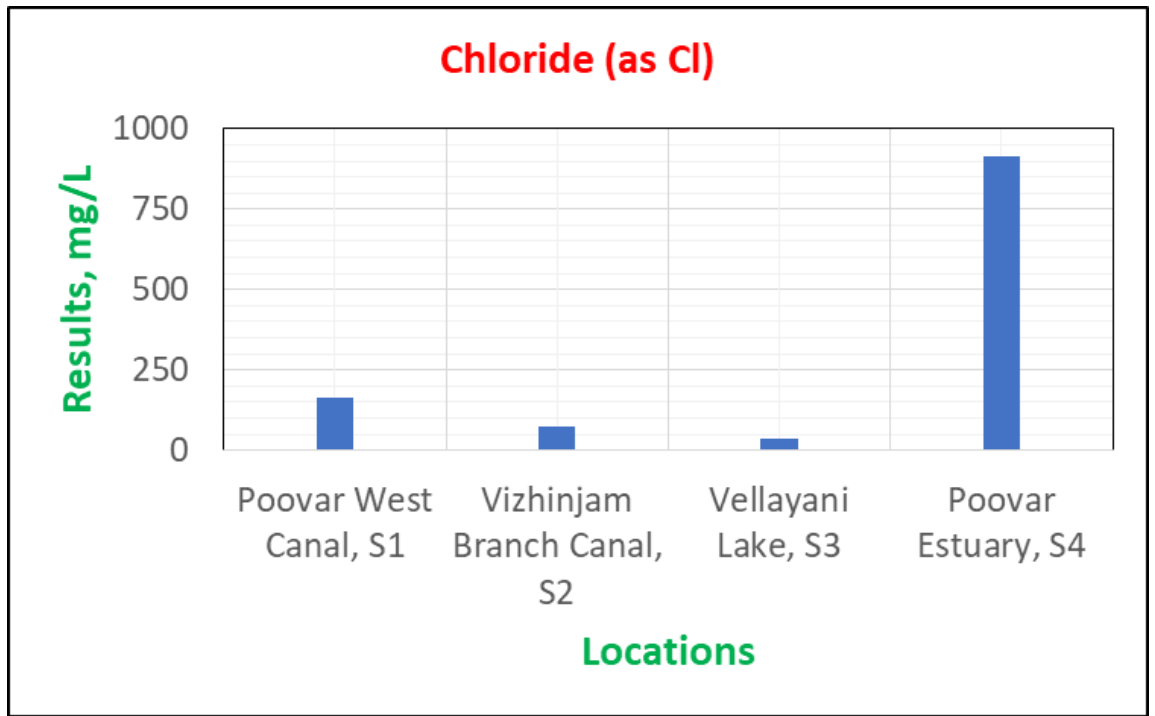 Chloride (as Cl)
Results, mg/L
1000
750
500
250
0
Poovar West
Canal, S1
Vizhinjam
Branch Canal,
S2
Vellayani
Lake, S3
Poovar
Estuary, S4
Locations